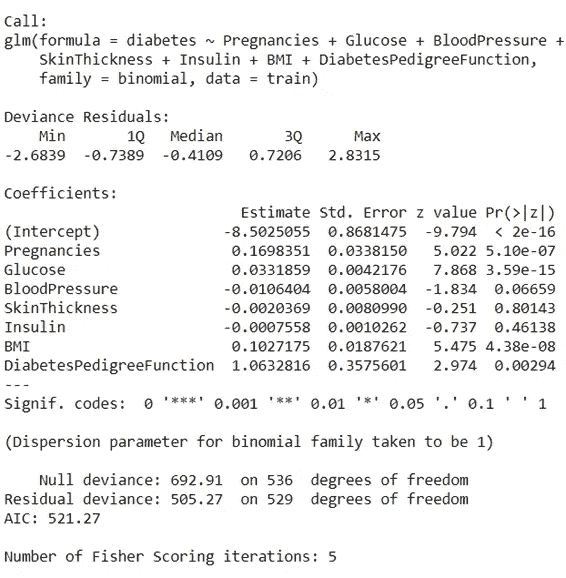 Call:
glm(formula = diabetes ~ Pregnancies + Glucose + BloodPressure +
    SkinThickness + Insulin + BMI + DiabetesPedigreeFunction,
    family = binomial, data = train)

Deviance Residuals:
    Min      1Q  Median      3Q     Max
-2.6839 -0.7389 -0.4109  0.7206  2.8315

Coefficients:
                           Estimate Std. Error z value Pr(>|z|)
(Intercept)              -8.5025055  0.8681475  -9.794  < 2e-16
Pregnancies               0.1698351  0.0338150   5.022 5.10e-07
Glucose                   0.0331859  0.0042176   7.868 3.59e-15
BloodPressure            -0.0106404  0.0058004  -1.834  0.06659
SkinThickness            -0.0020369  0.0080990  -0.251  0.80143
Insulin                  -0.0007558  0.0010262  -0.737  0.46138
BMI                       0.1027175  0.0187621   5.475 4.38e-08
DiabetesPedigreeFunction  1.0632816  0.3575601   2.974  0.00294
---
Signif. codes:  0 '***' 0.001 '**' 0.01 '*' 0.05 '.' 0.1 ' ' 1

(Dispersion parameter for binomial family taken to be 1)

    Null deviance: 692.91  on 536  degrees of freedom
Residual deviance: 505.27  on 529  degrees of freedom
AIC: 521.27

Number of Fisher Scoring iterations: 5